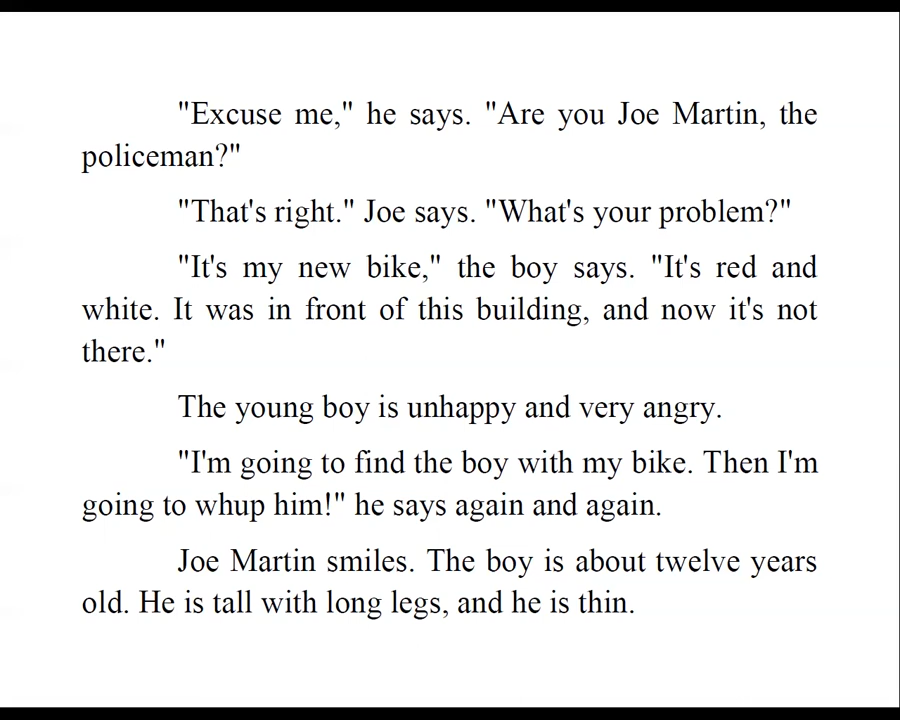 "Excuse me," he says. "Are you Joe Martin, the
policeman?"
"That's right." Joe says. "What's your problem?"
"It's my new bike," the boy says. "It's red and
white. It was in front of this building, and now it's not
there."
The young boy is unhappy and very angry.
"I'm going to find the boy with my bike. Then I'm
going to whup him!" he says again and again.
Joe Martin smiles. The boy is about twelve years
old. He is tall with long legs, and he is thin.